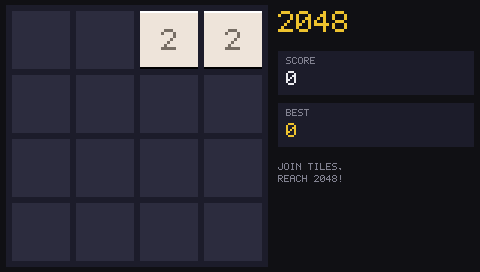 2 2
2048
SCORE
0
BEST
0
JOIN TILES.
REACH 2048!